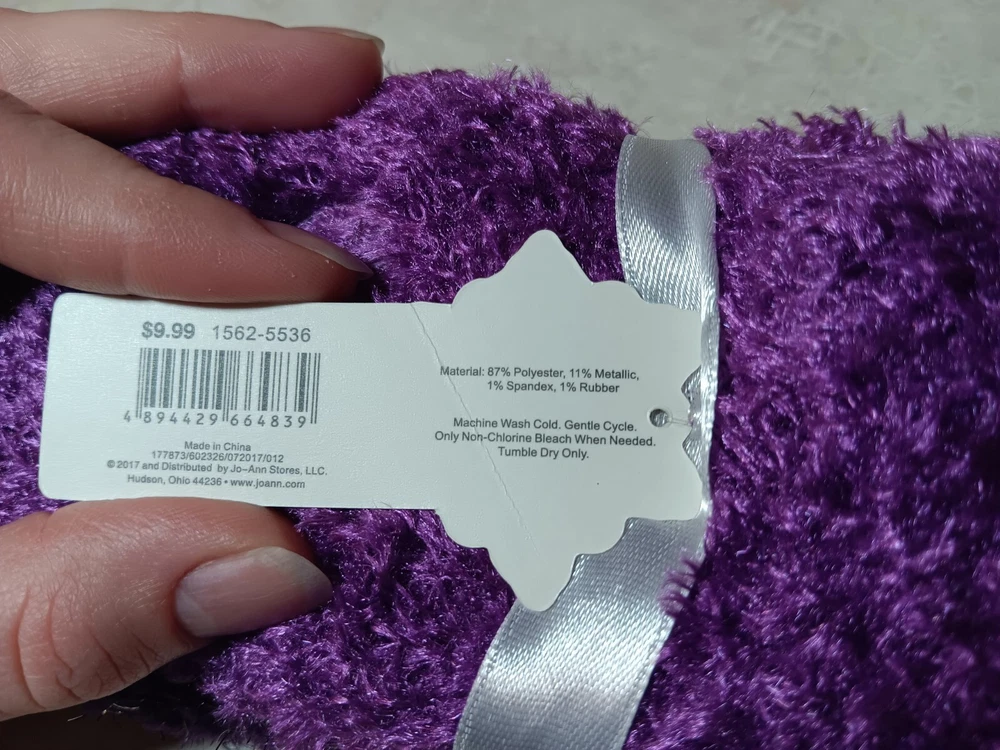 $9.99 1562-5536
4 894429 664839
Made in China
177873/602326/072017/012
© 2017 and Distributed by Jo-Ann Stores, LLC.
Hudson, Ohio 44236 • www.joann.com
Material: 87% Polyester, 11% Metallic,
1% Spandex, 1% Rubber
Machine Wash Cold. Gentle Cycle.
Only Non-Chlorine Bleach When Needed.
Tumble Dry Only.